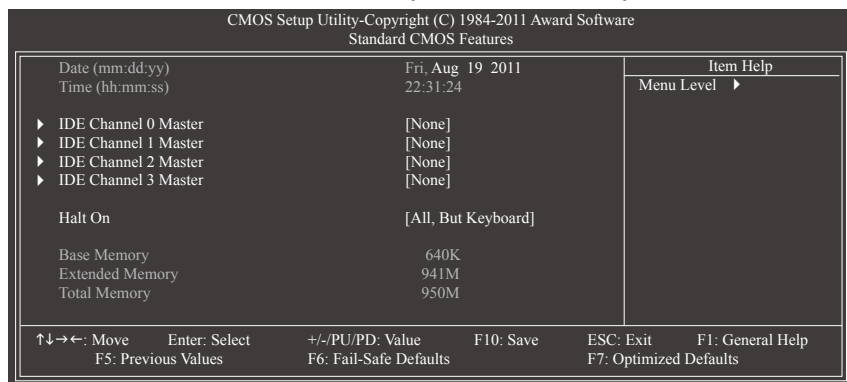 CMOS Setup Utility-Copyright (C) 1984-2011 Award Software
Standard CMOS Features
Date (mm:dd:yy) Fri, Aug 19 2011
Time (hh:mm:ss) 22:31:24
▶ IDE Channel 0 Master [None]
▶ IDE Channel 1 Master [None]
▶ IDE Channel 2 Master [None]
▶ IDE Channel 3 Master [None]
Halt On [All, But Keyboard]
Base Memory 640K
Extended Memory 941M
Total Memory 950M
Item Help
Menu Level ▶
↑↓→←: Move Enter: Select +/-/PU/PD: Value F10: Save ESC: Exit F1: General Help
F5: Previous Values F6: Fail-Safe Defaults F7: Optimized Defaults